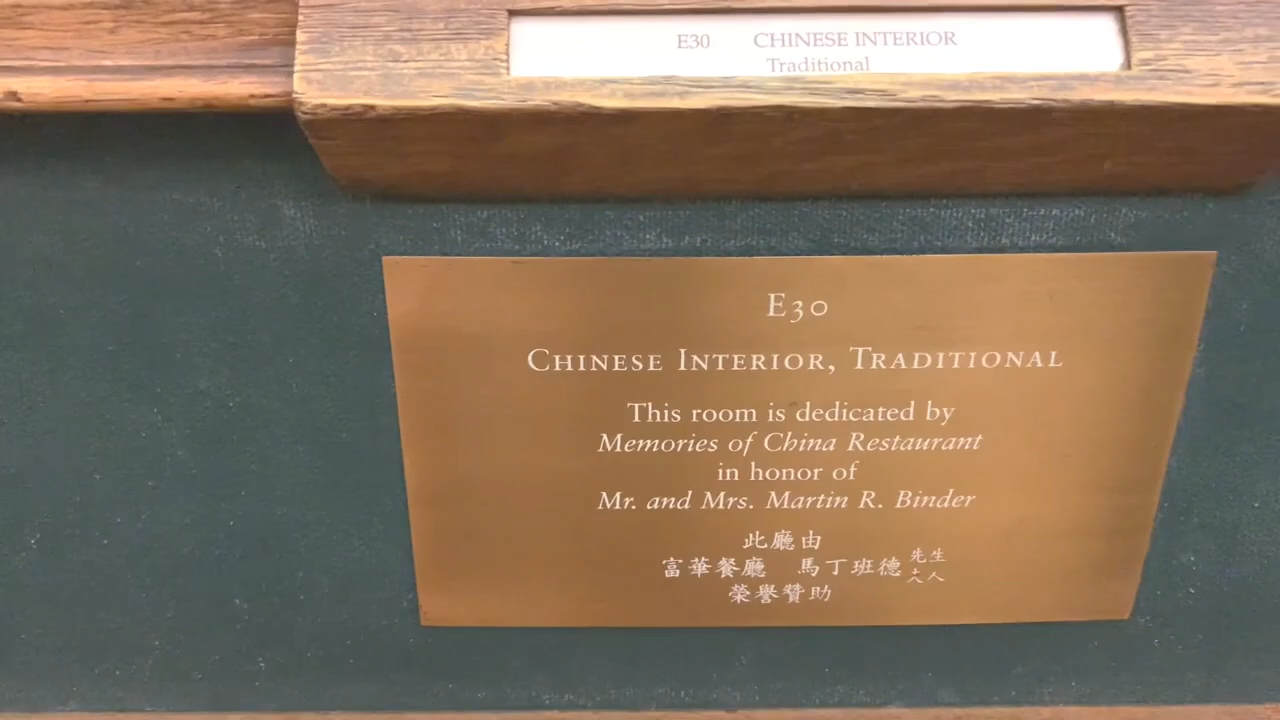 E30 CHINESE INTERIOR
Traditional
E30
CHINESE INTERIOR, TRADITIONAL
This room is dedicated by
Memories of China Restaurant
in honor of
Mr. and Mrs. Martin R. Binder
此廳由
富華餐廳 馬丁班德先生夫人
榮譽贊助